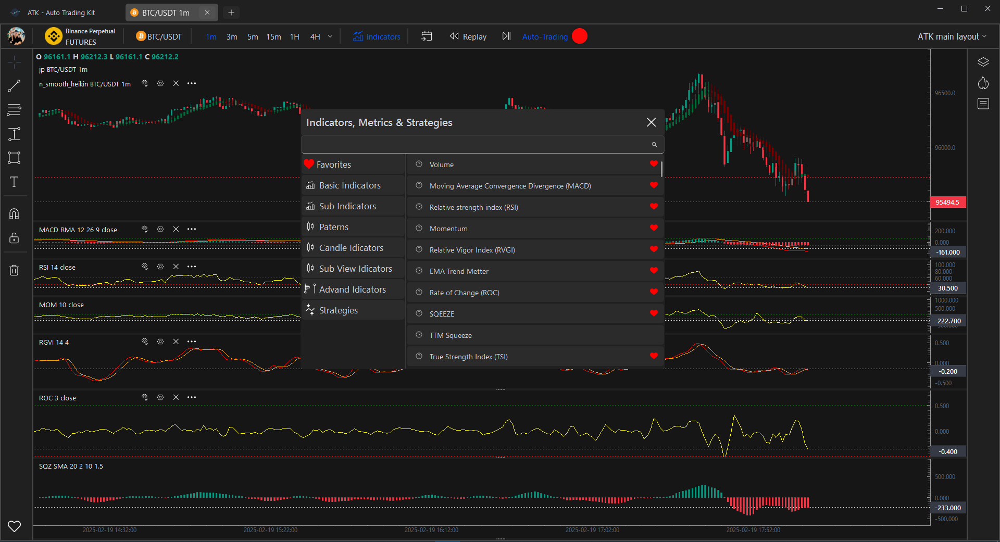 ATK - Auto Trading Kit
BTC/USDT 1m
Binance Perpetual
FUTURES
BTC/USDT
1m 3m 5m 15m 1H 4H
Indicators
Replay
Auto-Trading
ATK main layout
O 96161.1 H 96212.3 L 96161.1 C 96212.2
jp BTC/USDT 1m
n_smooth_heikin BTC/USDT 1m
96500.0
96000.0
95494.5
Indicators, Metrics & Strategies
Favorites
Basic Indicators
Sub Indicators
Paterns
Candle Idicators
Sub View Idicators
Advand Idicators
Strategies
Volume
Moving Average Convergence Divergence (MACD)
Relative strength index (RSI)
Momentum
Relative Vigor Index (RVGI)
EMA Trend Metter
Rate of Change (ROC)
SQEEZE
TTM Squeeze
True Strength Index (TSI)
MACD RMA 12 26 9 close
200.000
0.000
-161.000
RSI 14 close
100.000
80.000
60.000
30.500
MOM 10 close
1000.000
500.000
-222.700
RGVI 14 4
0.500
0.000
-0.200
-0.500
ROC 3 close
0.500
0.000
-0.400
SQZ SMA 20 2 10 1.5
500.000
0.000
-233.000
-500.000
2025-02-19 14:32:00
2025-02-19 15:22:00
2025-02-19 16:12:00
2025-02-19 17:02:00
2025-02-19 17:52:00